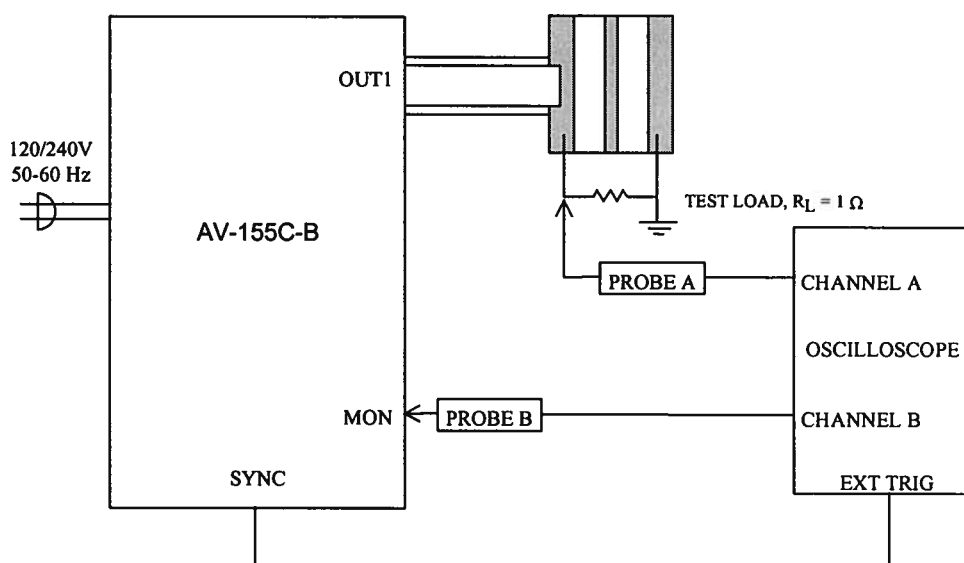 OUT1
120/240V
50-60 Hz
AV-155C-B
TEST LOAD, RL = 1 Ω
PROBE A
CHANNEL A
OSCILLOSCOPE
MON
PROBE B
CHANNEL B
SYNC
EXT TRIG